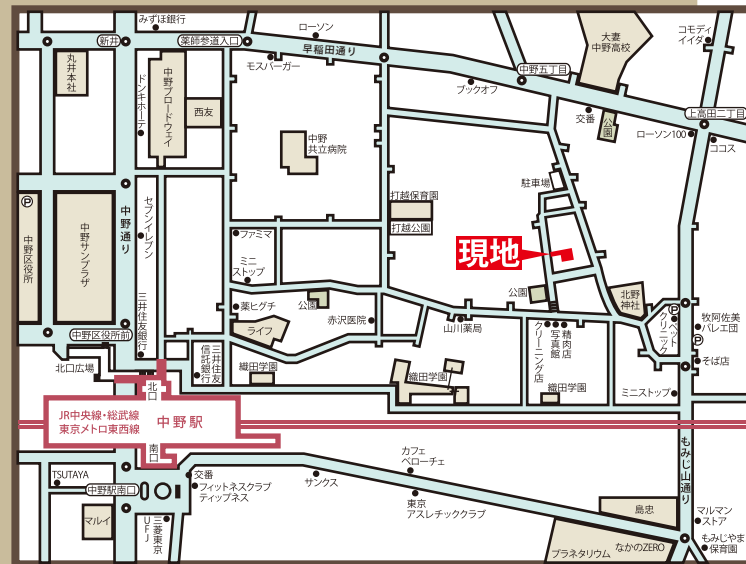 みずほ銀行
新井
薬師参道入口
ローソン
早稲田通り
モスバーガー
大妻
中野高校
コモディ
イイダ
中野五丁目
ブックオフ
交番
公園
上高田二丁目
ローソン100
ココス
丸井本社
ドンキホーテ
中野ブロードウェイ
西友
中野
共立病院
駐車場
打越保育園
打越公園
P
中野区役所
中野サンプラザ
中野通り
セブンイレブン
ファミマ
ミニ
ストップ
現地
公園
北野
神社
薬ヒグチ
公園
赤沢医院
山川薬局
クリーニング店
写真館
精肉店
P
ペット
クリニック
牧阿佐美
バレエ団
P
そば店
中野区役所前
三井住友銀行
ライフ
三井住友
信託銀行
織田学園
織田学園
織田学園
ミニストップ
北口広場
北口
JR中央線・総武線
東京メトロ東西線
中野駅
南口
もみじ山通り
TSUTAYA
中野駅南口
交番
フィットネスクラブ
ティップネス
サンクス
カフェ
ベローチェ
東京
アスレチッククラブ
マルイ
三菱東京
UFJ
島忠
マルマン
ストア
もみじやま
保育園
なかのZERO
プラネタリウム